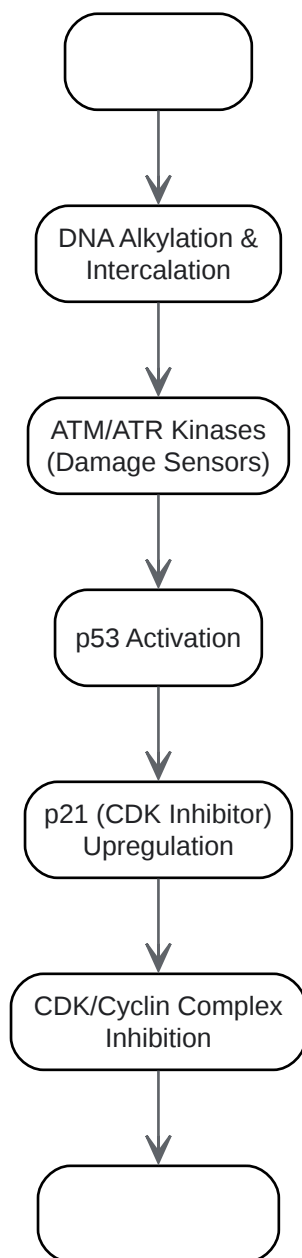 DNA Alkylation &
Intercalation
ATM/ATR Kinases
(Damage Sensors)
p53 Activation
p21 (CDK Inhibitor)
Upregulation
CDK/Cyclin Complex
Inhibition